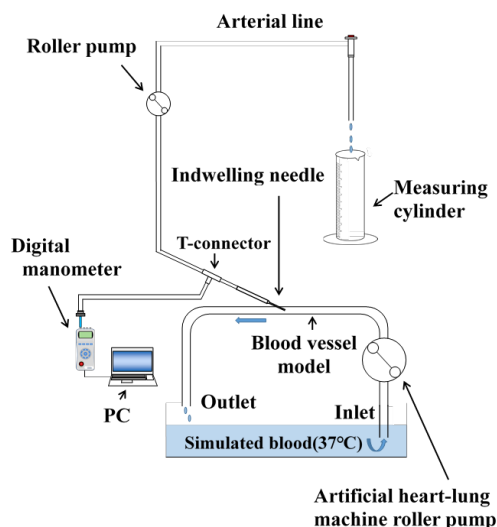 Arterial line
Roller pump
Indwelling needle
Measuring
cylinder
T-connector
Digital
manometer
Blood vessel
model
PC
Outlet
Inlet
Simulated blood(37℃)
Artificial heart-lung
machine roller pump